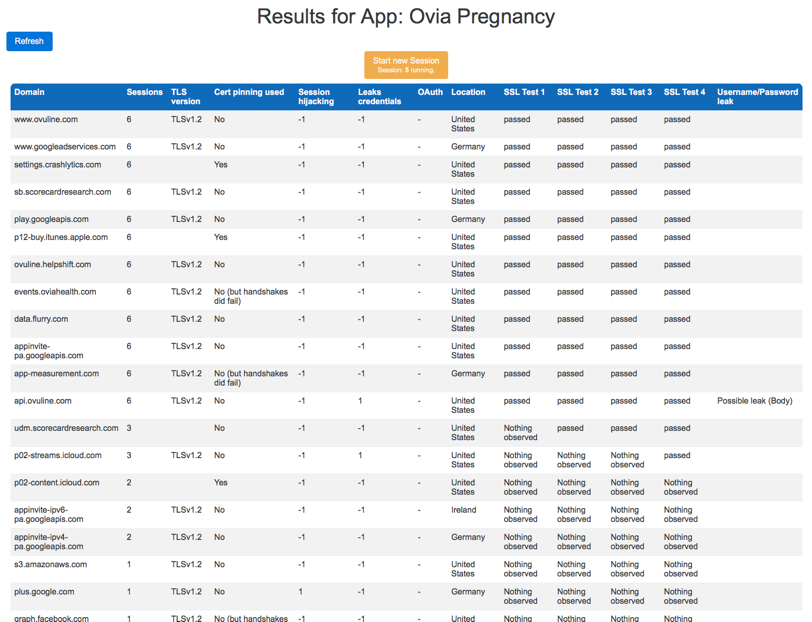 Results for App: Ovia Pregnancy
Refresh
Start new Session
Session: 8 running.
Domain Sessions TLS version Cert pinning used Session hijacking Leaks credentials OAuth Location SSL Test 1 SSL Test 2 SSL Test 3 SSL Test 4 Username/Password leak
www.ovuline.com 6 TLSv1.2 No -1 -1 - United States passed passed passed passed
www.googleadservices.com 6 TLSv1.2 No -1 -1 - Germany passed passed passed passed
settings.crashlytics.com 6 Yes -1 -1 - United States passed passed passed passed
sb.scorecardresearch.com 6 TLSv1.2 No -1 -1 - United States passed passed passed passed
play.googleapis.com 6 TLSv1.2 No -1 -1 - Germany passed passed passed passed
p12-buy.itunes.apple.com 6 Yes -1 -1 - United States passed passed passed passed
ovuline.helpshift.com 6 TLSv1.2 No -1 -1 - United States passed passed passed passed
events.oviahealth.com 6 TLSv1.2 No (but handshakes did fail) -1 -1 - United States passed passed passed passed
data.flurry.com 6 TLSv1.2 No -1 -1 - United States passed passed passed passed
appinvite-pa.googleapis.com 6 TLSv1.2 No -1 -1 - United States passed passed passed passed
app-measurement.com 6 TLSv1.2 No (but handshakes did fail) -1 -1 - Germany passed passed passed passed
api.ovuline.com 6 TLSv1.2 No -1 1 - United States passed passed passed passed Possible leak (Body)
udm.scorecardresearch.com 3 No -1 -1 - United States Nothing observed passed passed passed
p02-streams.icloud.com 3 TLSv1.2 No -1 1 - United States Nothing observed Nothing observed Nothing observed passed
p02-content.icloud.com 2 Yes -1 -1 - United States Nothing observed Nothing observed Nothing observed Nothing observed
appinvite-ipv6-pa.googleapis.com 2 TLSv1.2 No -1 -1 - Ireland Nothing observed Nothing observed Nothing observed Nothing observed
appinvite-ipv4-pa.googleapis.com 2 TLSv1.2 No -1 -1 - Germany Nothing observed Nothing observed Nothing observed Nothing observed
s3.amazonaws.com 1 TLSv1.2 No -1 -1 - United States Nothing observed Nothing observed Nothing observed Nothing observed
plus.google.com 1 TLSv1.2 No 1 -1 - Germany Nothing observed Nothing observed Nothing observed Nothing observed
graph.facebook.com 1 TLSv1.2 No (but handshakes -1 -1 - United Nothing Nothing Nothing Nothing